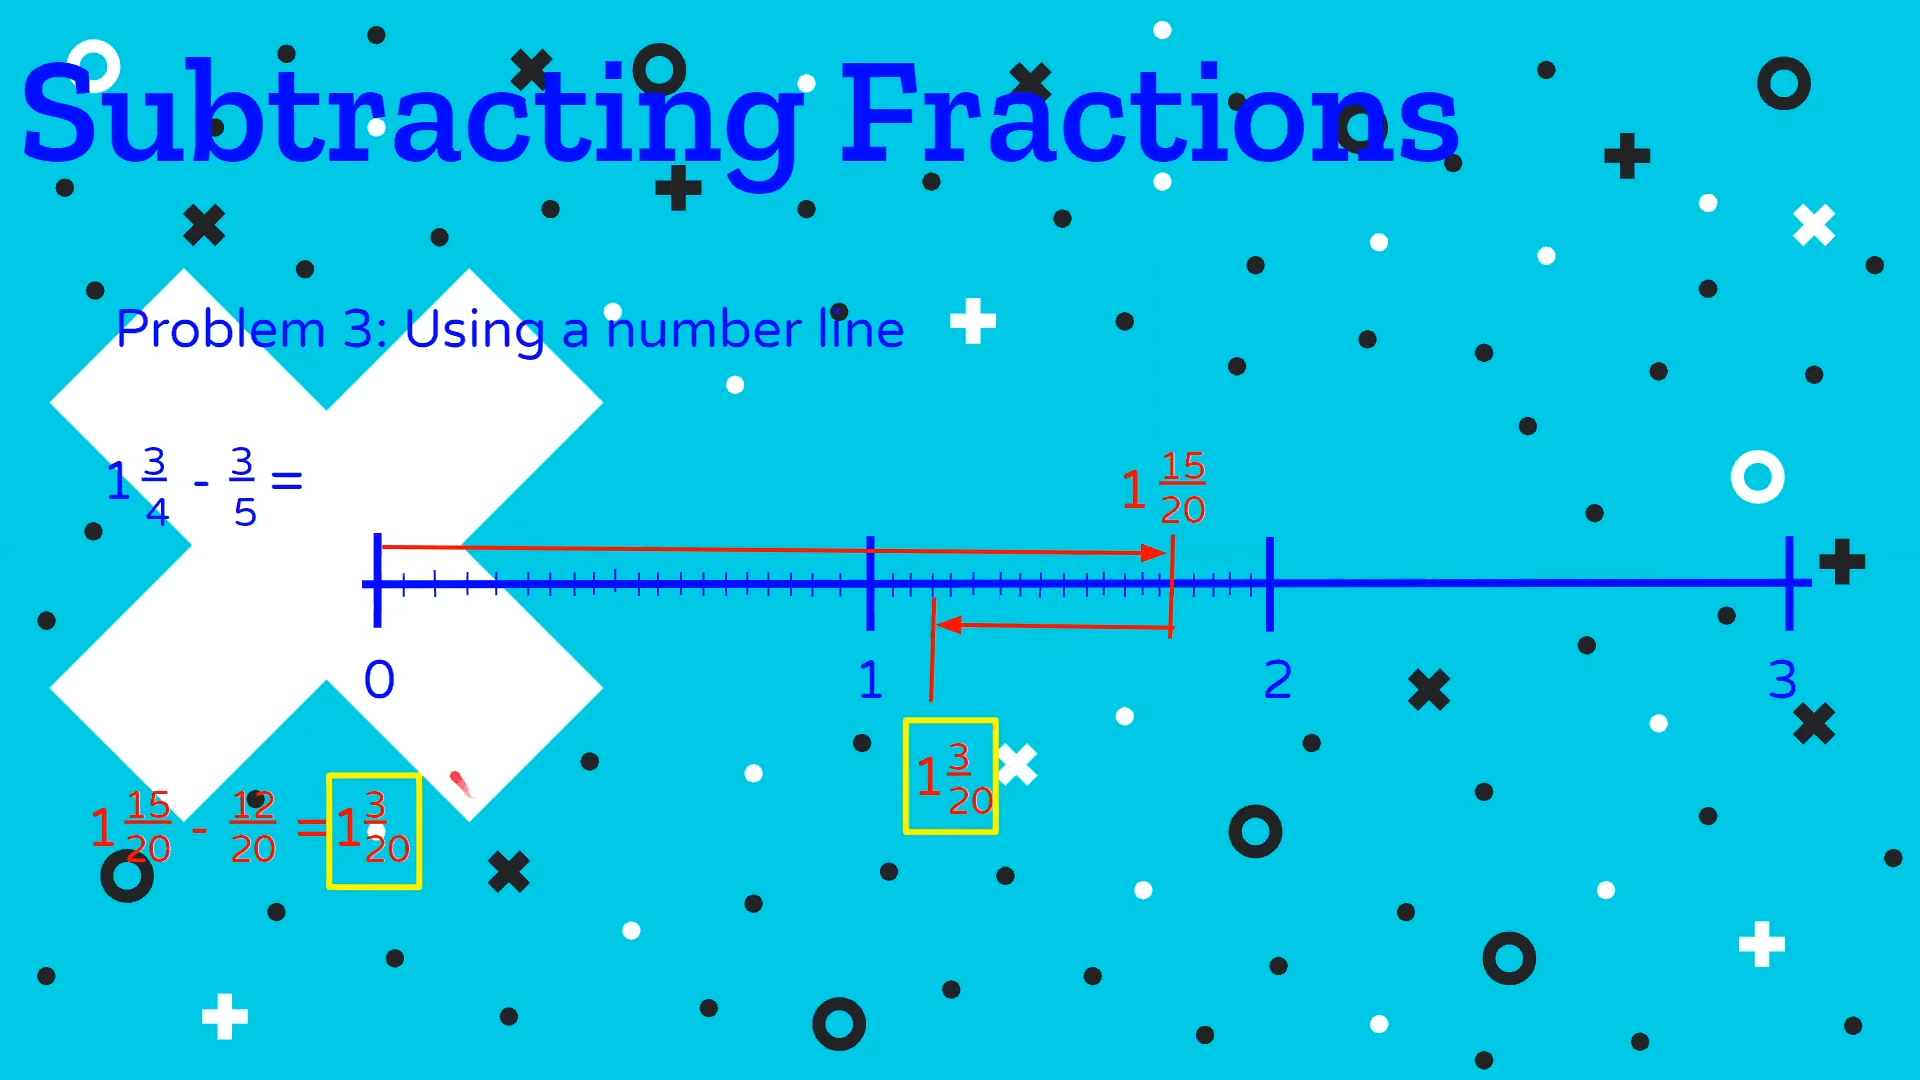 Subtracting Fractions
Problem 3: Using a number line
1 3/4 - 3/5 =
1 15/20
0 1 2 3
1 3/20
1 15/20 - 12/20 = 1 3/20